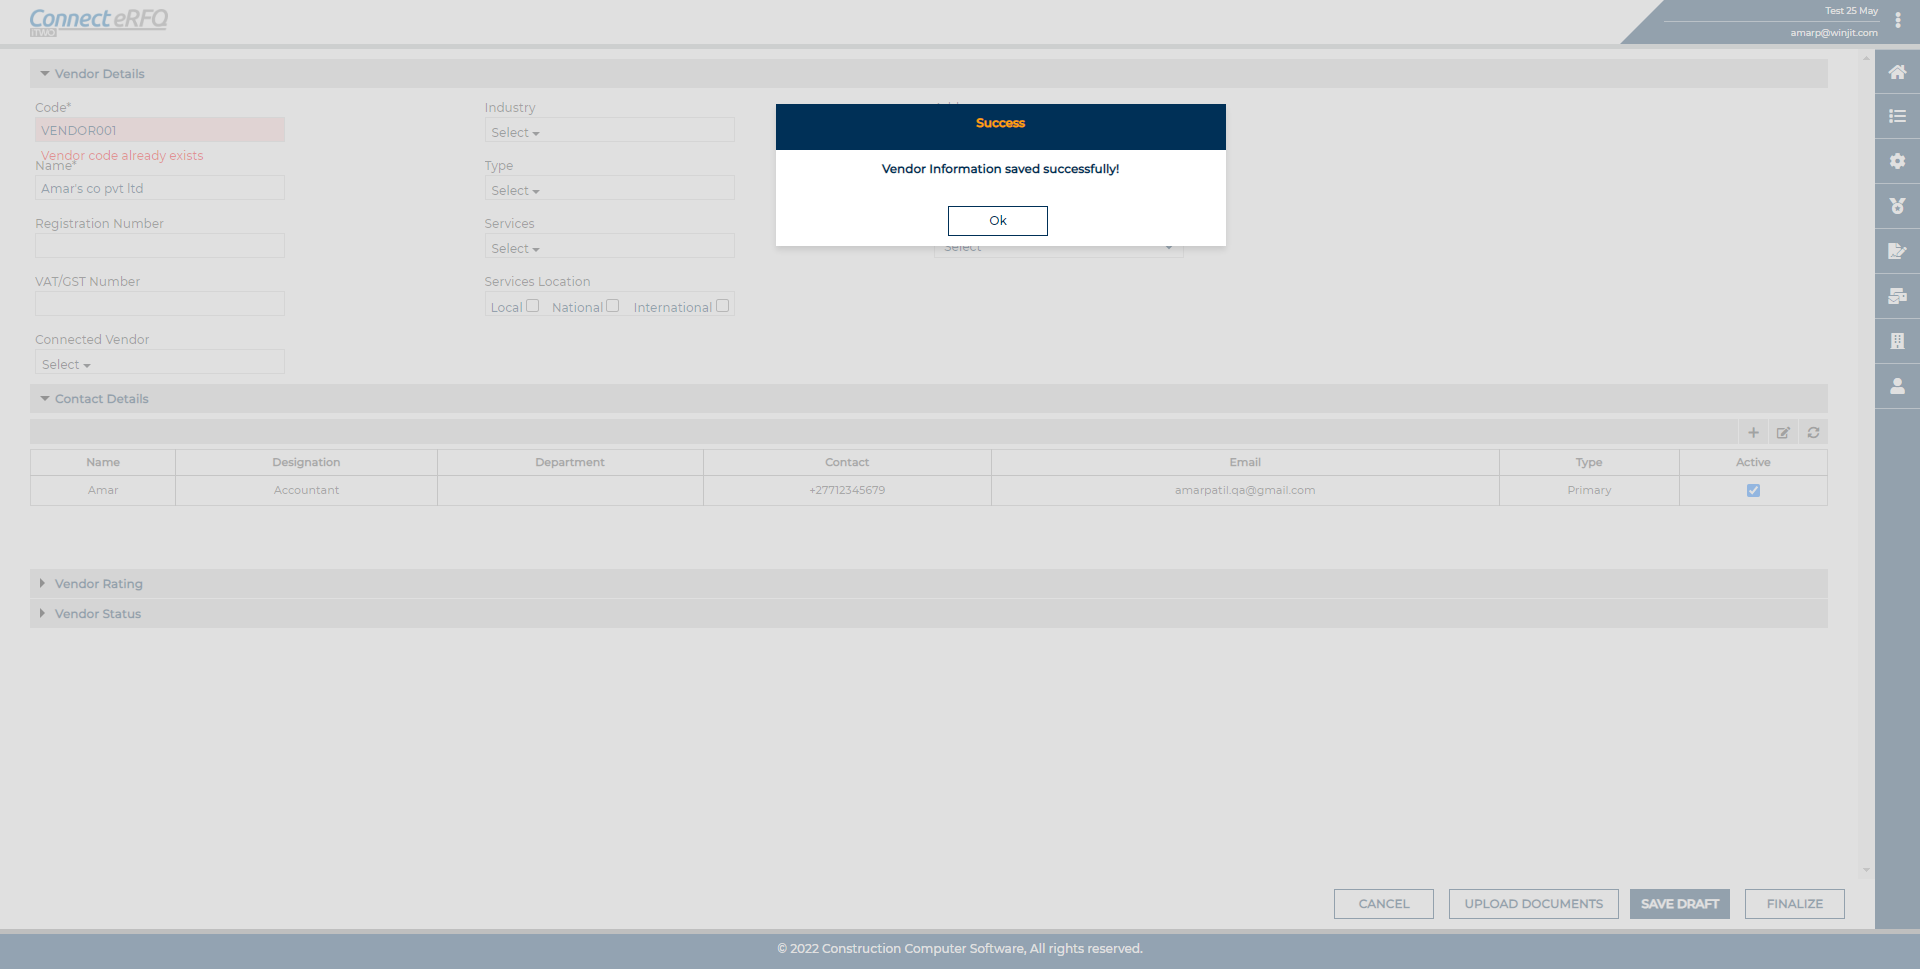 Connect eRFQ
iTWO
Test 25 May
amarp@winjit.com
Vendor Details
Code*
VENDOR001
Vendor code already exists
Name*
Amar's co pvt ltd
Registration Number
VAT/GST Number
Connected Vendor
Select
Industry
Select
Type
Select
Services
Select
Services Location
Local National International
Success
Vendor Information saved successfully!
Ok
Select
Contact Details
Name Designation Department Contact Email Type Active
Amar Accountant +27712345679 amarpatil.qa@gmail.com Primary
Vendor Rating
Vendor Status
CANCEL UPLOAD DOCUMENTS SAVE DRAFT FINALIZE
© 2022 Construction Computer Software, All rights reserved.